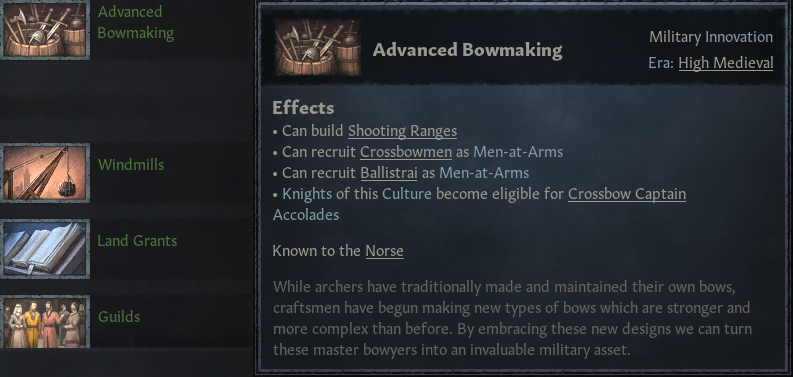 Advanced
Bowmaking
Windmills
Land Grants
Guilds
Advanced Bowmaking
Military Innovation
Era: High Medieval
Effects
• Can build Shooting Ranges
• Can recruit Crossbowmen as Men-at-Arms
• Can recruit Ballistrai as Men-at-Arms
• Knights of this Culture become eligible for Crossbow Captain
Accolades
Known to the Norse
While archers have traditionally made and maintained their own bows,
craftsmen have begun making new types of bows which are stronger and
more complex than before. By embracing these new designs we can turn
these master bowyers into an invaluable military asset.